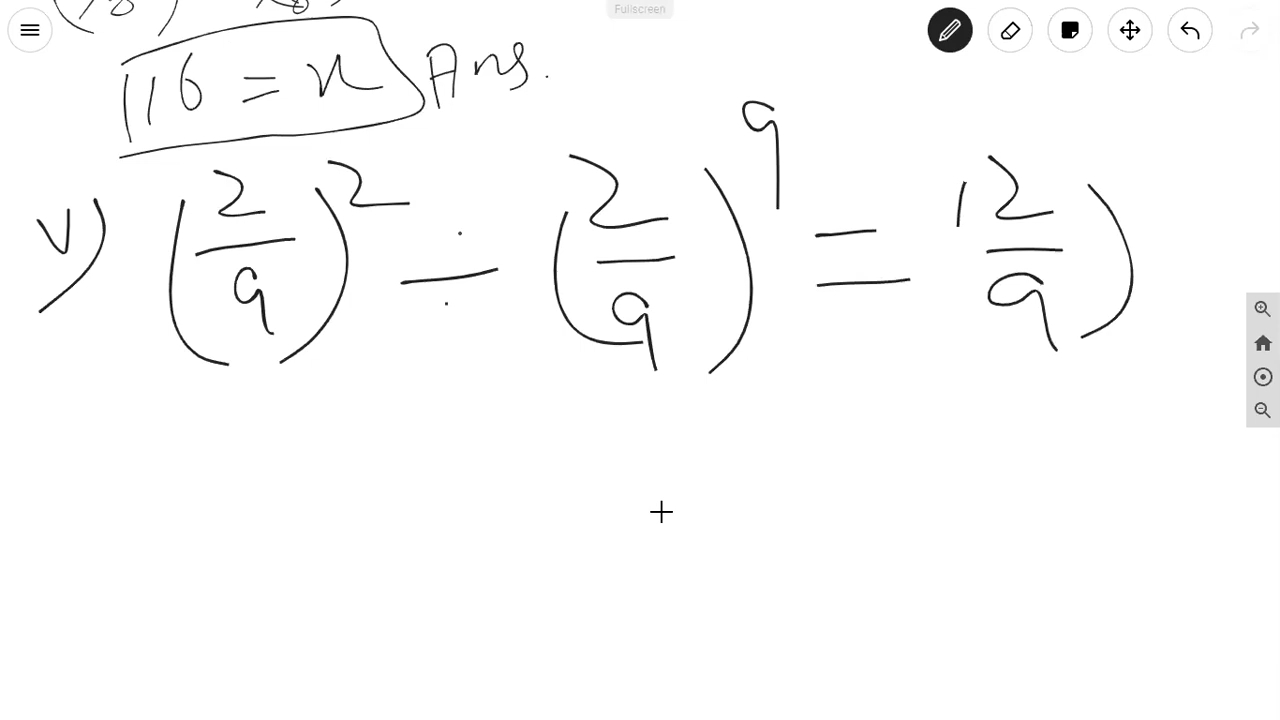 Fullscreen
116 = x Ans.
v) (2/9)^2 ÷ (2/9)^9 = (2/9)